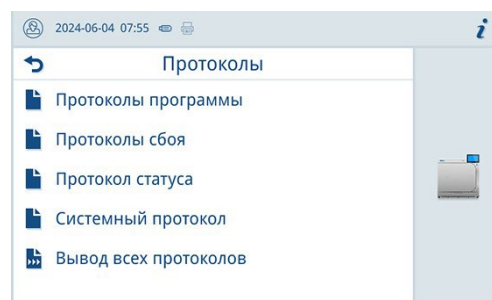 2024-06-04 07:55
i
Протоколы
Протоколы программы
Протоколы сбоя
Протокол статуса
Системный протокол
Вывод всех протоколов